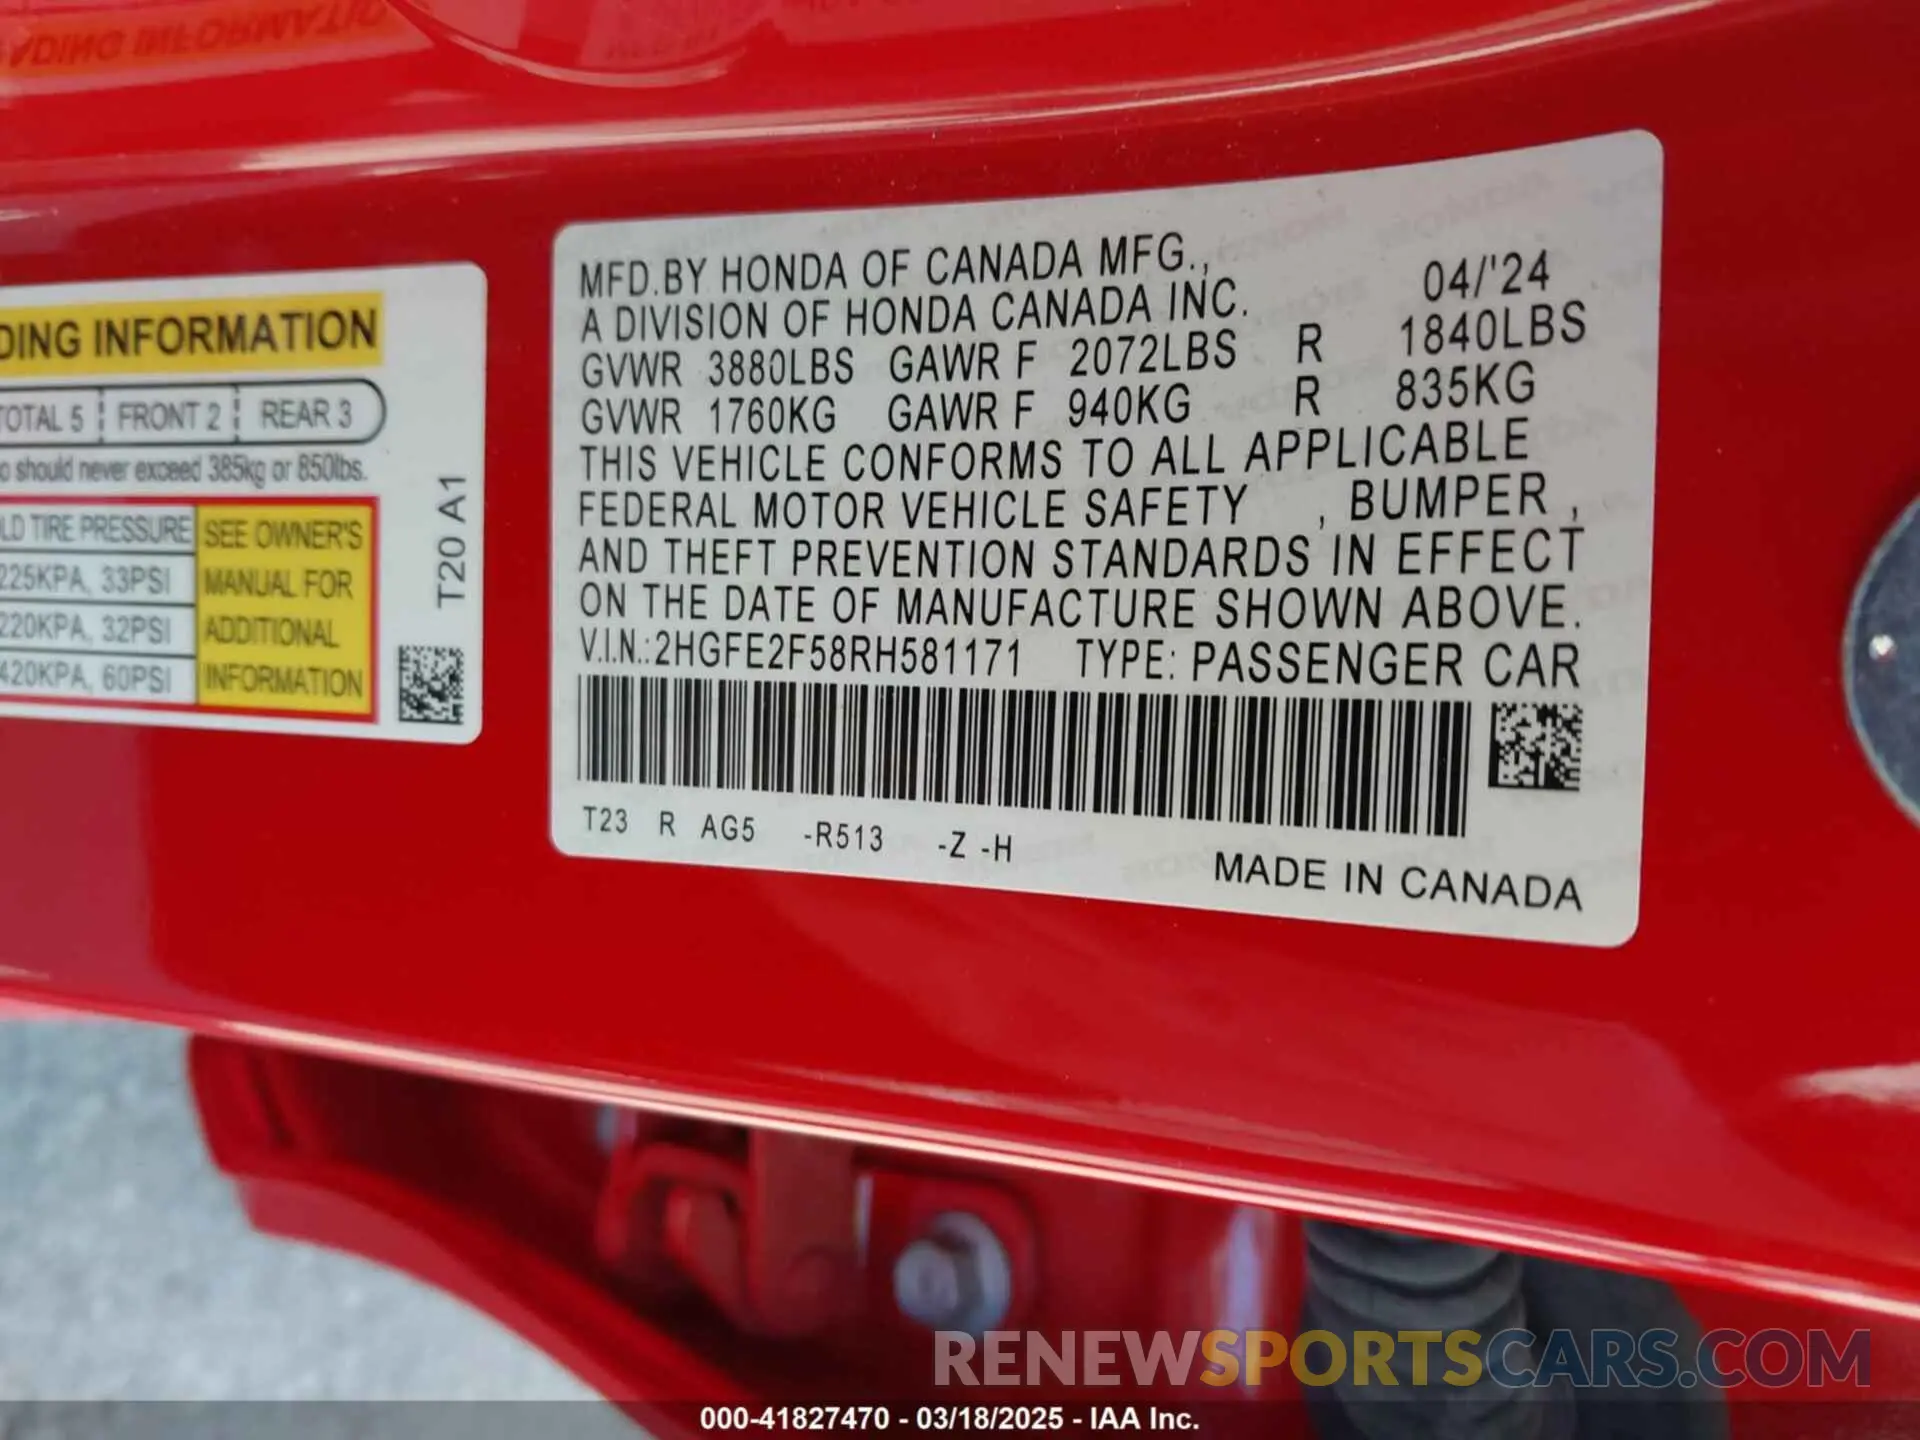 DING INFORMATION
TOTAL 5 FRONT 2 REAR 3
should never exceed 385kg or 850lbs.
LD TIRE PRESSURE
225KPA, 33PSI
220KPA, 32PSI
420KPA, 60PSI
SEE OWNER'S
MANUAL FOR
ADDITIONAL
INFORMATION
T20 A1
MFD.BY HONDA OF CANADA MFG., 04/'24
A DIVISION OF HONDA CANADA INC.
GVWR 3880LBS GAWR F 2072LBS R 1840LBS
GVWR 1760KG GAWR F 940KG R 835KG
THIS VEHICLE CONFORMS TO ALL APPLICABLE
FEDERAL MOTOR VEHICLE SAFETY , BUMPER ,
AND THEFT PREVENTION STANDARDS IN EFFECT
ON THE DATE OF MANUFACTURE SHOWN ABOVE.
V.I.N.:2HGFE2F58RH581171 TYPE: PASSENGER CAR
T23 R AG5 -R513 -Z -H
MADE IN CANADA
RENEWSPORTSCARS.COM
000-41827470 - 03/18/2025 - IAA Inc.